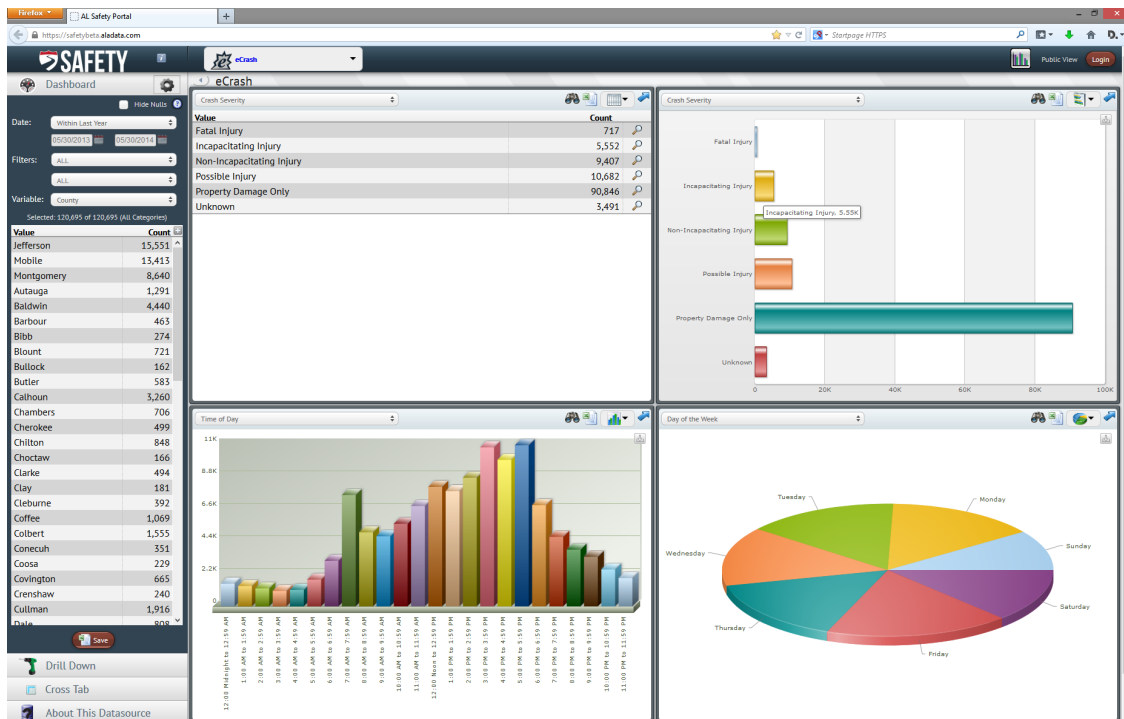 Firefox
AL Safety Portal
https://safetybeta.aladata.com
Startpage HTTPS
SAFETY
eCrash
Public View
Login
Dashboard
eCrash
Hide Nulls
Date:
Within Last Year
05/30/2013
05/30/2014
Filters:
ALL
ALL
Variable:
County
Selected: 120,695 of 120,695 (All Categories)
Value Count
Jefferson 15,551
Mobile 13,413
Montgomery 8,640
Autauga 1,291
Baldwin 4,440
Barbour 463
Bibb 274
Blount 721
Bullock 162
Butler 583
Calhoun 3,260
Chambers 706
Cherokee 499
Chilton 848
Choctaw 166
Clarke 494
Clay 181
Cleburne 392
Coffee 1,069
Colbert 1,555
Conecuh 351
Coosa 229
Covington 665
Crenshaw 240
Cullman 1,916
Dale 808
Save
Drill Down
Cross Tab
About This Datasource
Crash Severity
Value Count
Fatal Injury 717
Incapacitating Injury 5,552
Non-Incapacitating Injury 9,407
Possible Injury 10,682
Property Damage Only 90,846
Unknown 3,491
Crash Severity
Fatal Injury
Incapacitating Injury
Incapacitating Injury, 5.55K
Non-Incapacitating Injury
Possible Injury
Property Damage Only
Unknown
0 20K 40K 60K 80K 100K
Time of Day
11K
8.8K
6.6K
4.4K
2.2K
0
12:00 Midnight to 12:59 AM
1:00 AM to 1:59 AM
2:00 AM to 2:59 AM
3:00 AM to 3:59 AM
4:00 AM to 4:59 AM
5:00 AM to 5:59 AM
6:00 AM to 6:59 AM
7:00 AM to 7:59 AM
8:00 AM to 8:59 AM
9:00 AM to 9:59 AM
10:00 AM to 10:59 AM
11:00 AM to 11:59 AM
12:00 Noon to 12:59 PM
1:00 PM to 1:59 PM
2:00 PM to 2:59 PM
3:00 PM to 3:59 PM
4:00 PM to 4:59 PM
5:00 PM to 5:59 PM
6:00 PM to 6:59 PM
7:00 PM to 7:59 PM
8:00 PM to 8:59 PM
9:00 PM to 9:59 PM
10:00 PM to 10:59 PM
11:00 PM to 11:59 PM
Day of the Week
Tuesday
Monday
Wednesday
Sunday
Saturday
Thursday
Friday